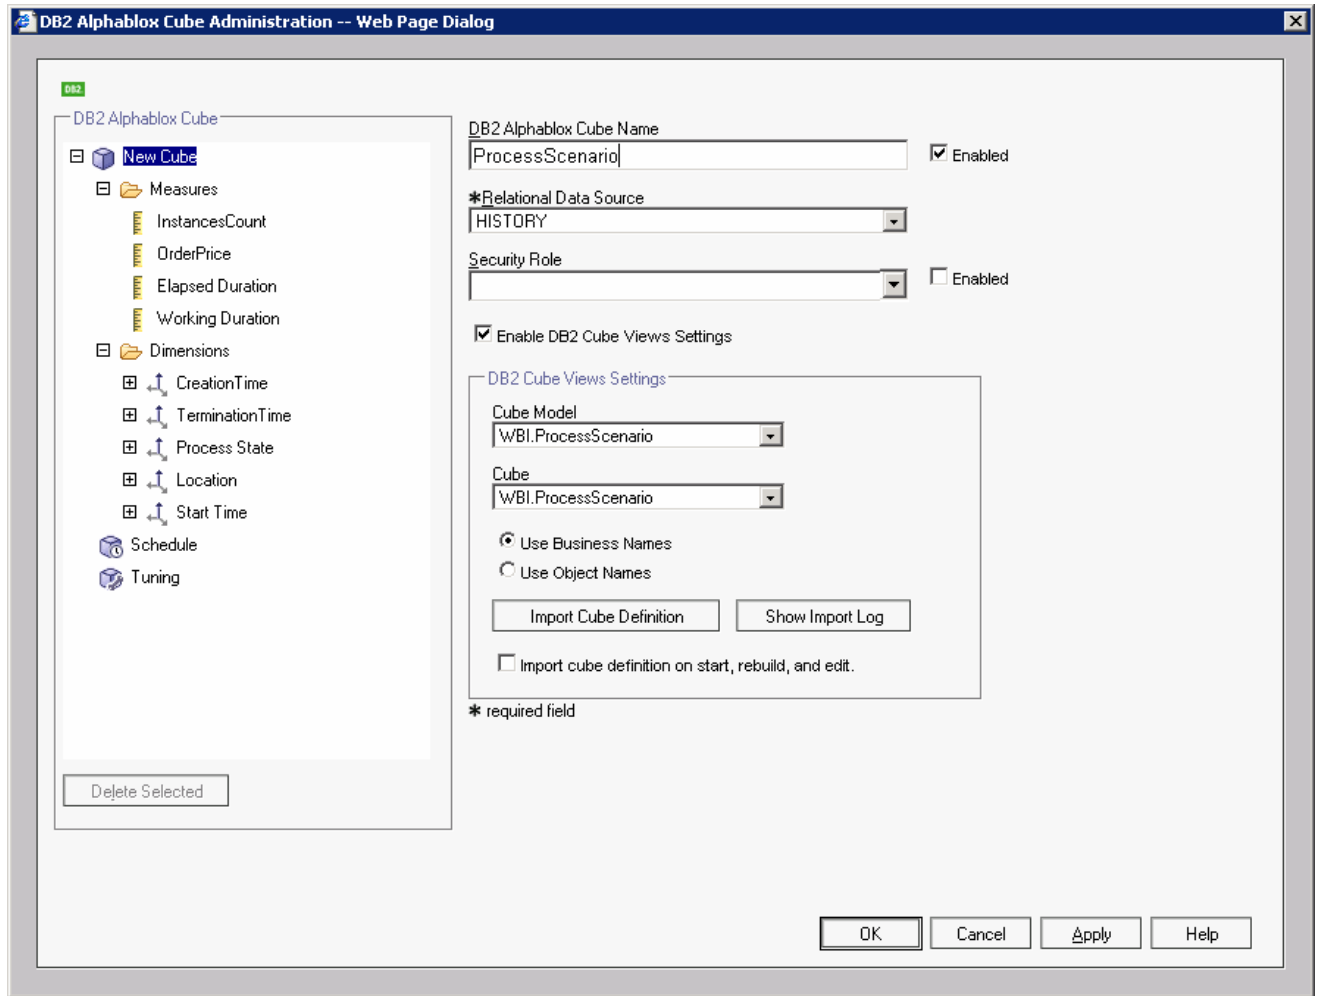 DB2 Alphablox Cube Administration -- Web Page Dialog
DB2
DB2 Alphablox Cube
New Cube
Measures
InstancesCount
OrderPrice
Elapsed Duration
Working Duration
Dimensions
CreationTime
TerminationTime
Process State
Location
Start Time
Schedule
Tuning
Delete Selected
DB2 Alphablox Cube Name
ProcessScenario
Enabled
*Relational Data Source
HISTORY
Security Role
Enabled
Enable DB2 Cube Views Settings
DB2 Cube Views Settings
Cube Model
WBI.ProcessScenario
Cube
WBI.ProcessScenario
Use Business Names
Use Object Names
Import Cube Definition Show Import Log
Import cube definition on start, rebuild, and edit.
* required field
OK Cancel Apply Help